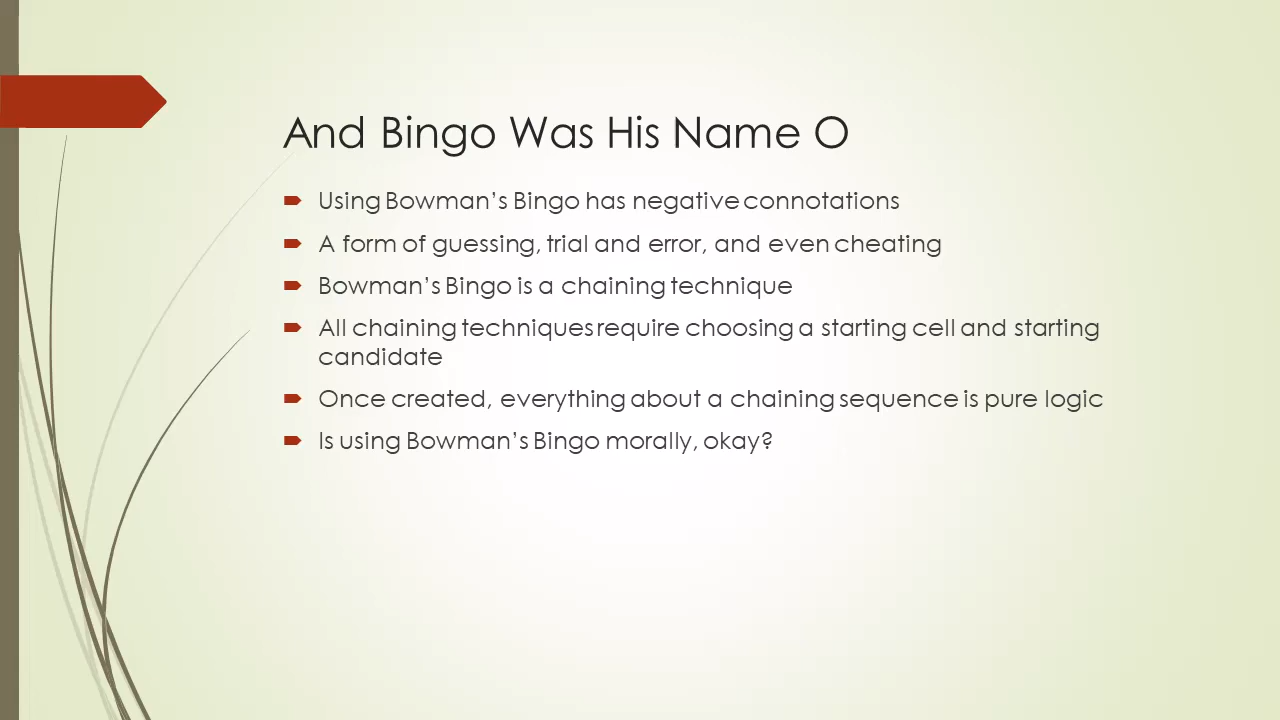 And Bingo Was His Name O
Using Bowman's Bingo has negative connotations
A form of guessing, trial and error, and even cheating
Bowman's Bingo is a chaining technique
All chaining techniques require choosing a starting cell and starting
candidate
Once created, everything about a chaining sequence is pure logic
Is using Bowman's Bingo morally, okay?